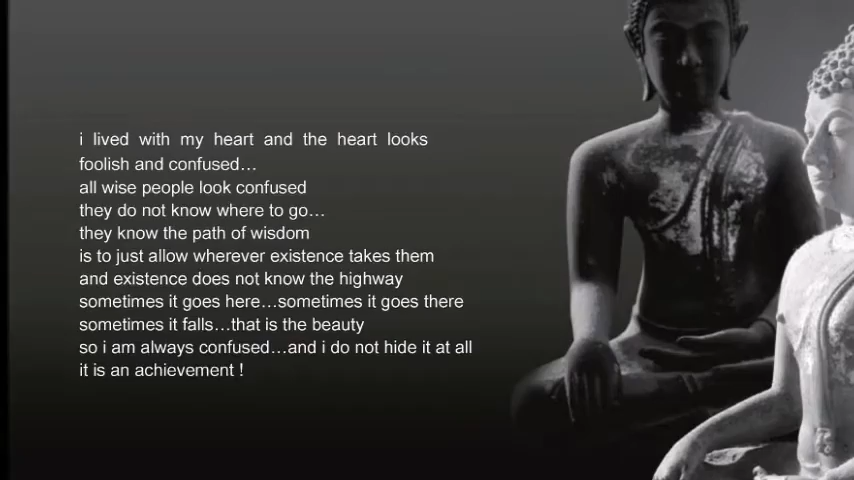 i lived with my heart and the heart looks
foolish and confused...
all wise people look confused
they do not know where to go...
they know the path of wisdom
is to just allow wherever existence takes them
and existence does not know the highway
sometimes it goes here...sometimes it goes there
sometimes it falls...that is the beauty
so i am always confused...and i do not hide it at all
it is an achievement !